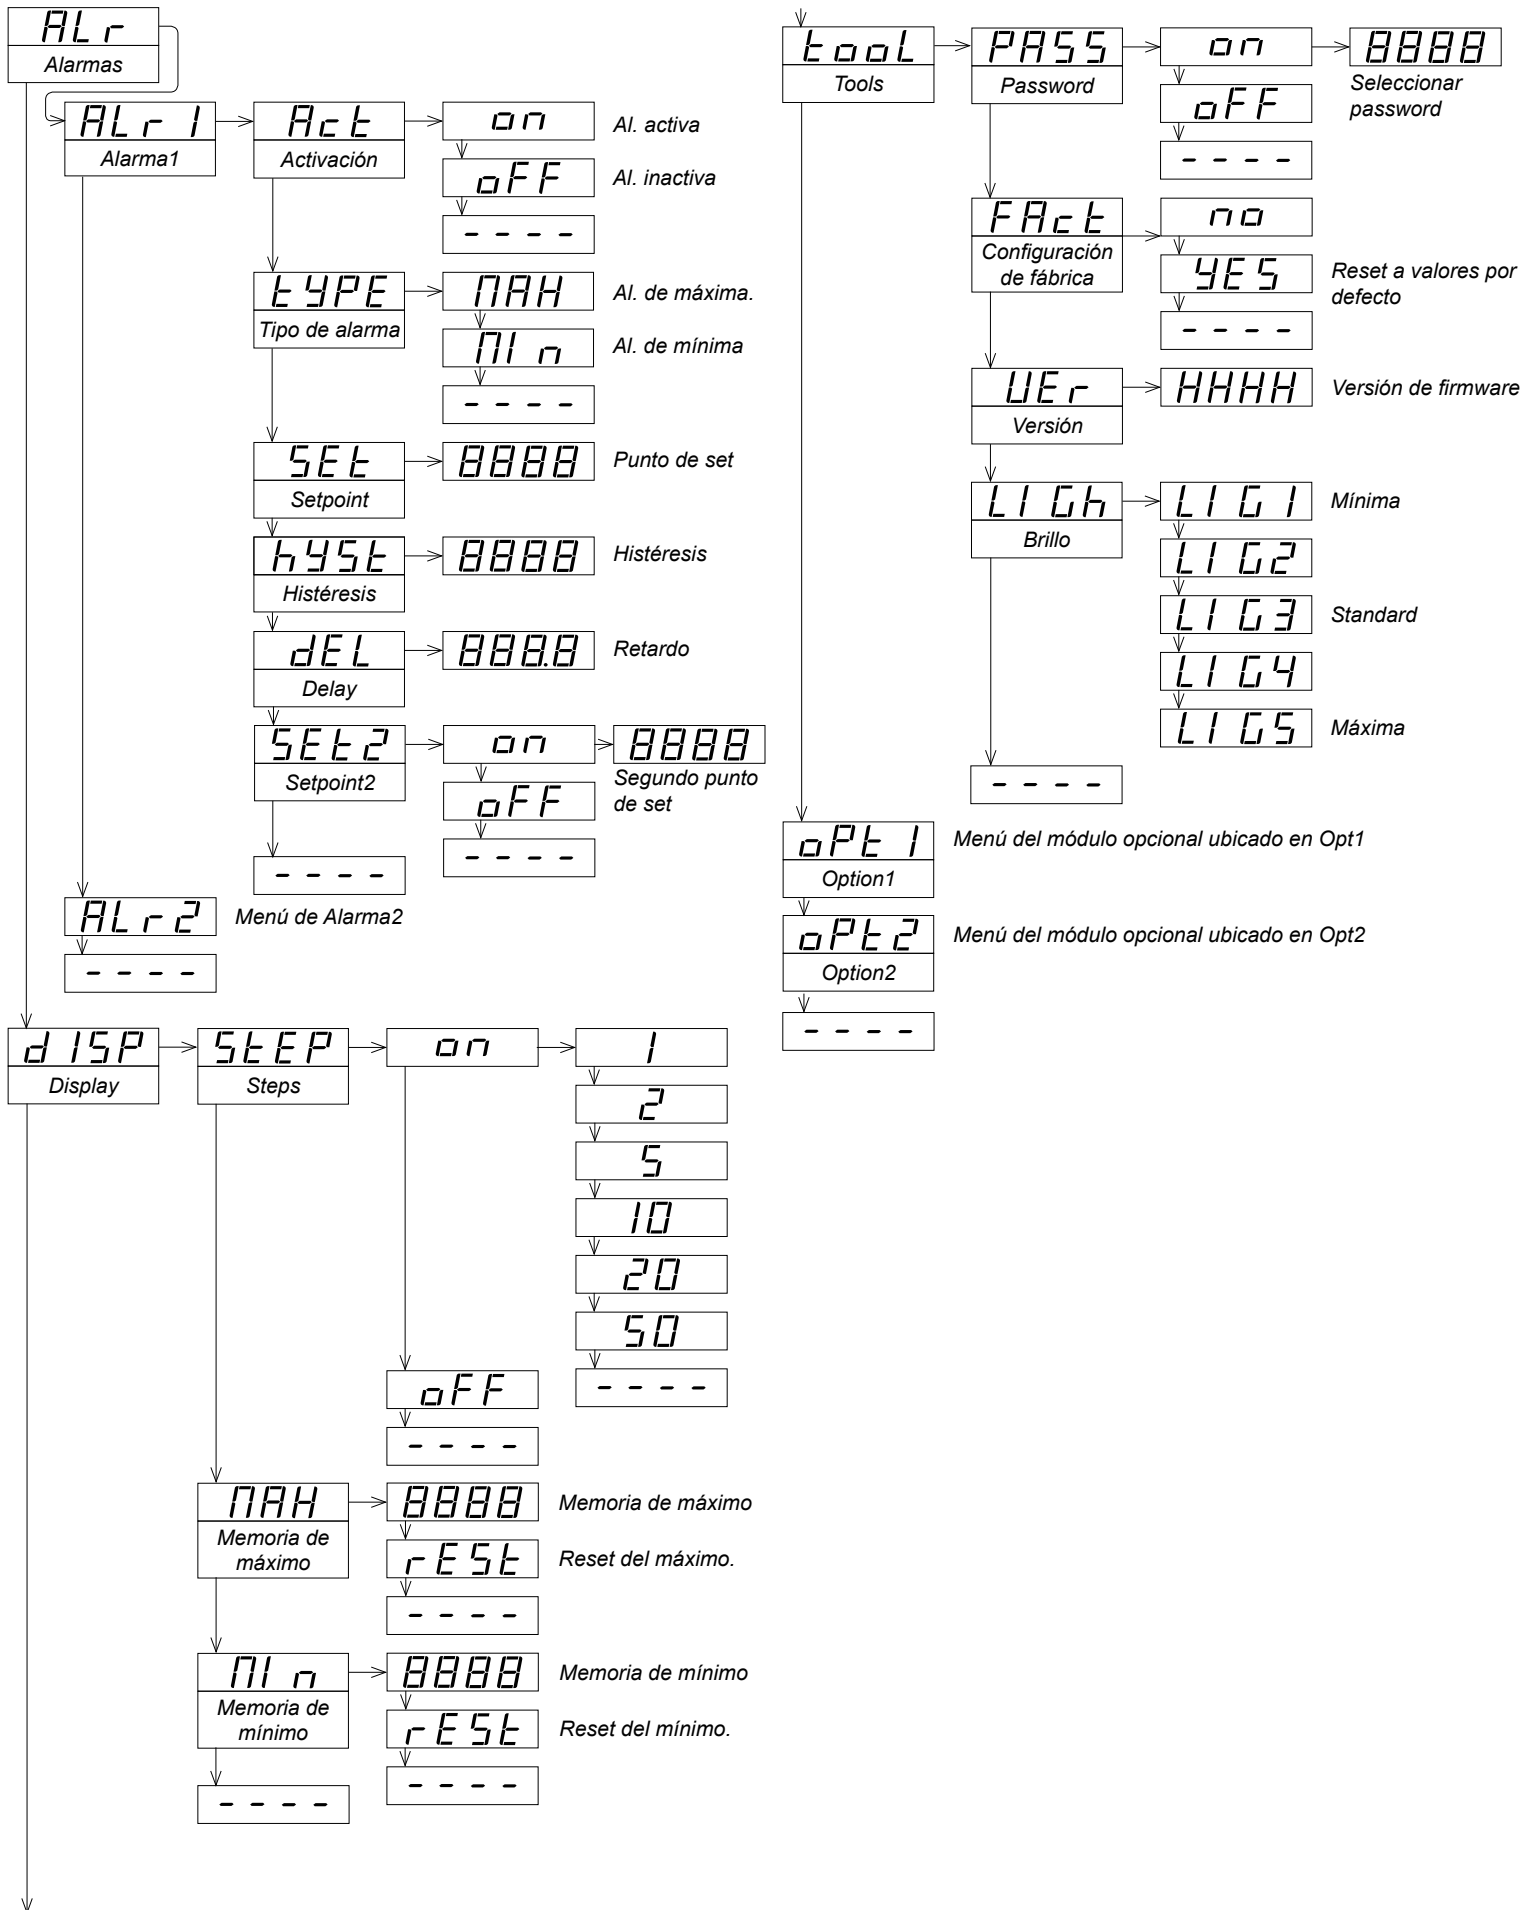 ALr
Alarmas
ALr1
Alarma1
Act
Activación
on
Al. activa
oFF
Al. inactiva
- - - -
tYPE
Tipo de alarma
MAH
Al. de máxima.
MIn
Al. de mínima
- - - -
SEt
Setpoint
8888
Punto de set
hYSt
Histéresis
8888
Histéresis
dEL
Delay
888.8
Retardo
SEt2
Setpoint2
on
8888
Segundo punto
de set
oFF
- - - -
- - - -
ALr2
Menú de Alarma2
- - - -
dISP
Display
StEP
Steps
on
1
2
5
10
20
50
- - - -
oFF
- - - -
MAH
Memoria de
máximo
8888
Memoria de máximo
rESt
Reset del máximo.
- - - -
MIn
Memoria de
mínimo
8888
Memoria de mínimo
rESt
Reset del mínimo.
- - - -
- - - -
tooL
Tools
PASS
Password
on
8888
Seleccionar
password
oFF
- - - -
FAct
Configuración
de fábrica
no
YES
Reset a valores por
defecto
- - - -
VEr
Versión
HHHH
Versión de firmware
LIGh
Brillo
LIG1
Mínima
LIG2
LIG3
Standard
LIG4
LIG5
Máxima
- - - -
oPt1
Option1
Menú del módulo opcional ubicado en Opt1
oPt2
Option2
Menú del módulo opcional ubicado en Opt2
- - - -